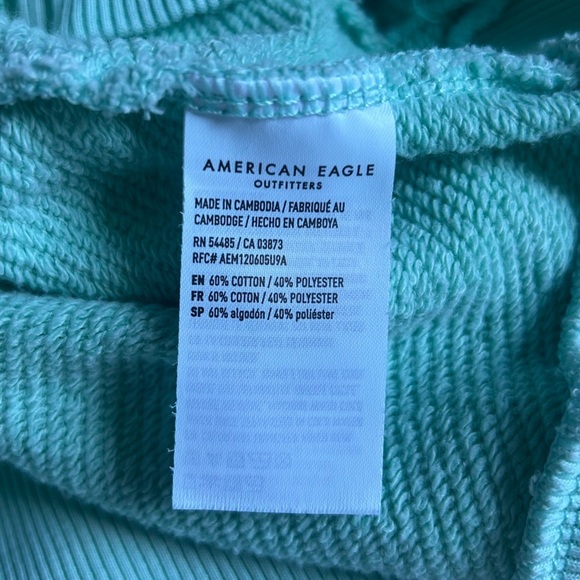 AMERICAN EAGLE
OUTFITTERS
MADE IN CAMBODIA / FABRIQUÉ AU
CAMBODGE / HECHO EN CAMBOYA
RN 54485 / CA 03873
RFC# AEM120605U9A
EN 60% COTTON / 40% POLYESTER
FR 60% COTON / 40% POLYESTER
SP 60% algodón / 40% poliéster